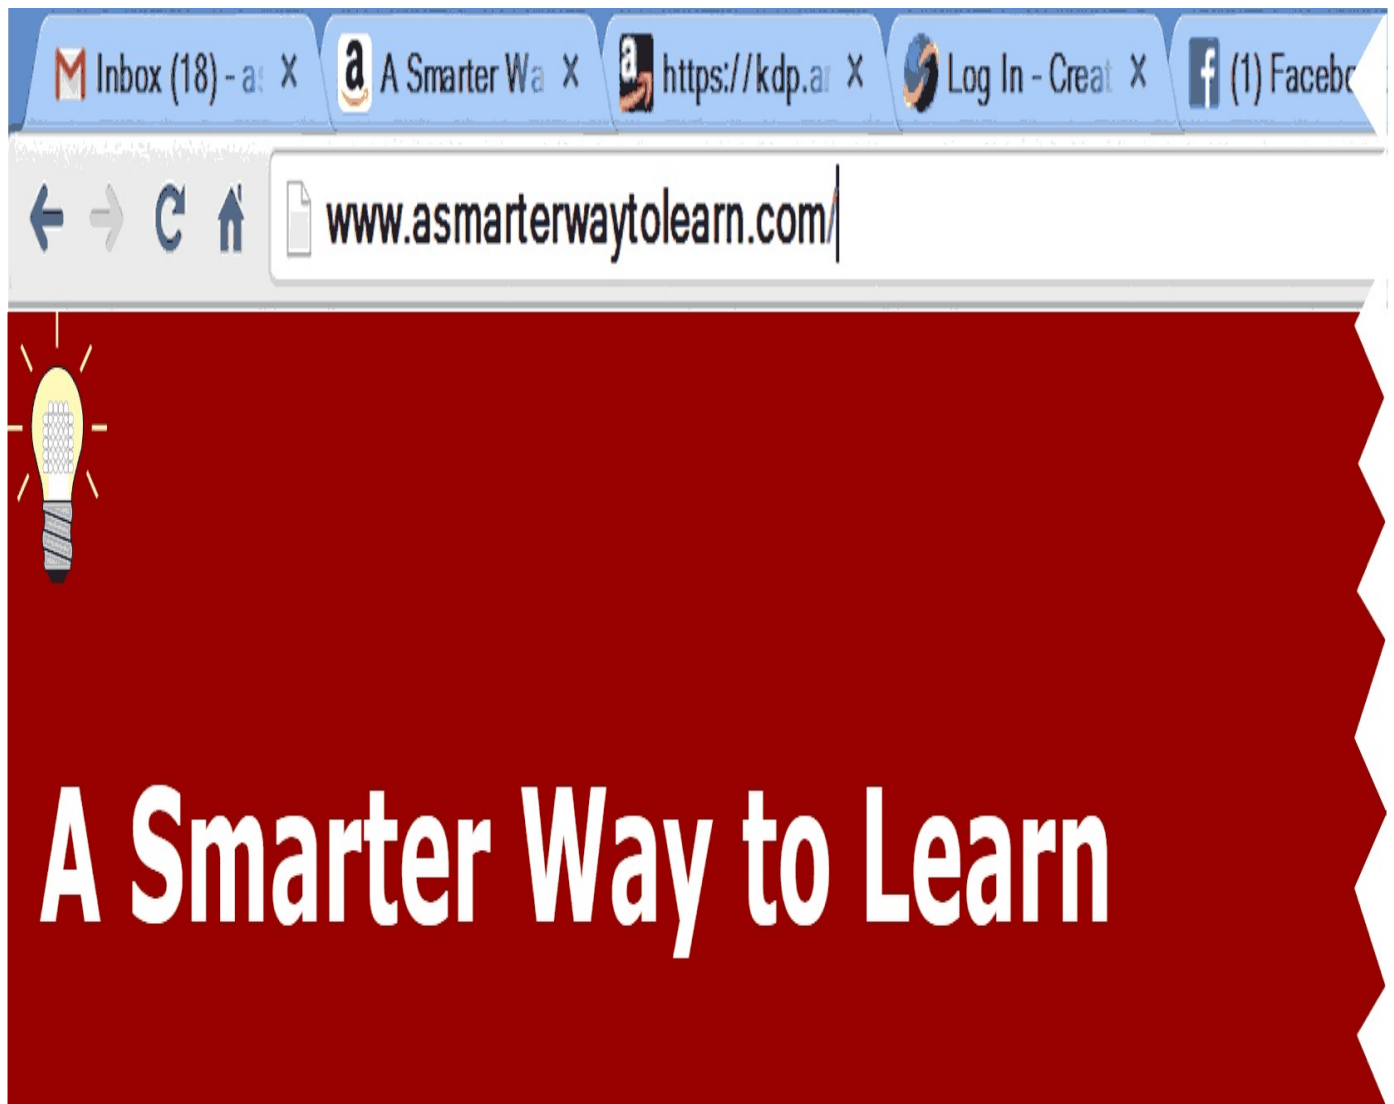 Inbox (18) - a
A Smarter Wa
https://kdp.a
Log In - Creat
(1) Facebo
www.asmarterwaytolearn.com/
A Smarter Way to Learn